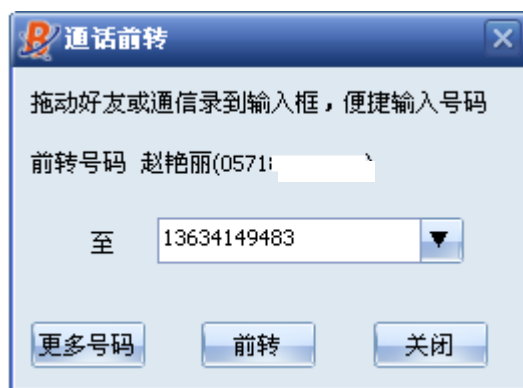 通话前转
拖动好友或通信录到输入框，便捷输入号码
前转号码 赵艳丽(0571
至 13634149483
更多号码 前转 关闭